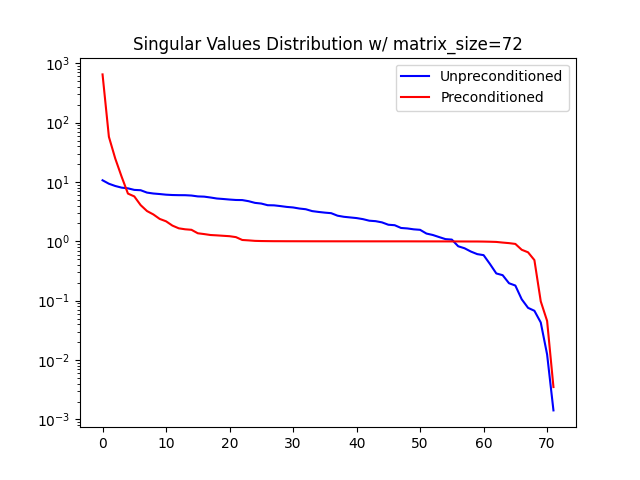 Singular Values Distribution w/ matrix_size=72
Unpreconditioned
Preconditioned
10³
10²
10¹
10⁰
10⁻¹
10⁻²
10⁻³
0 10 20 30 40 50 60 70